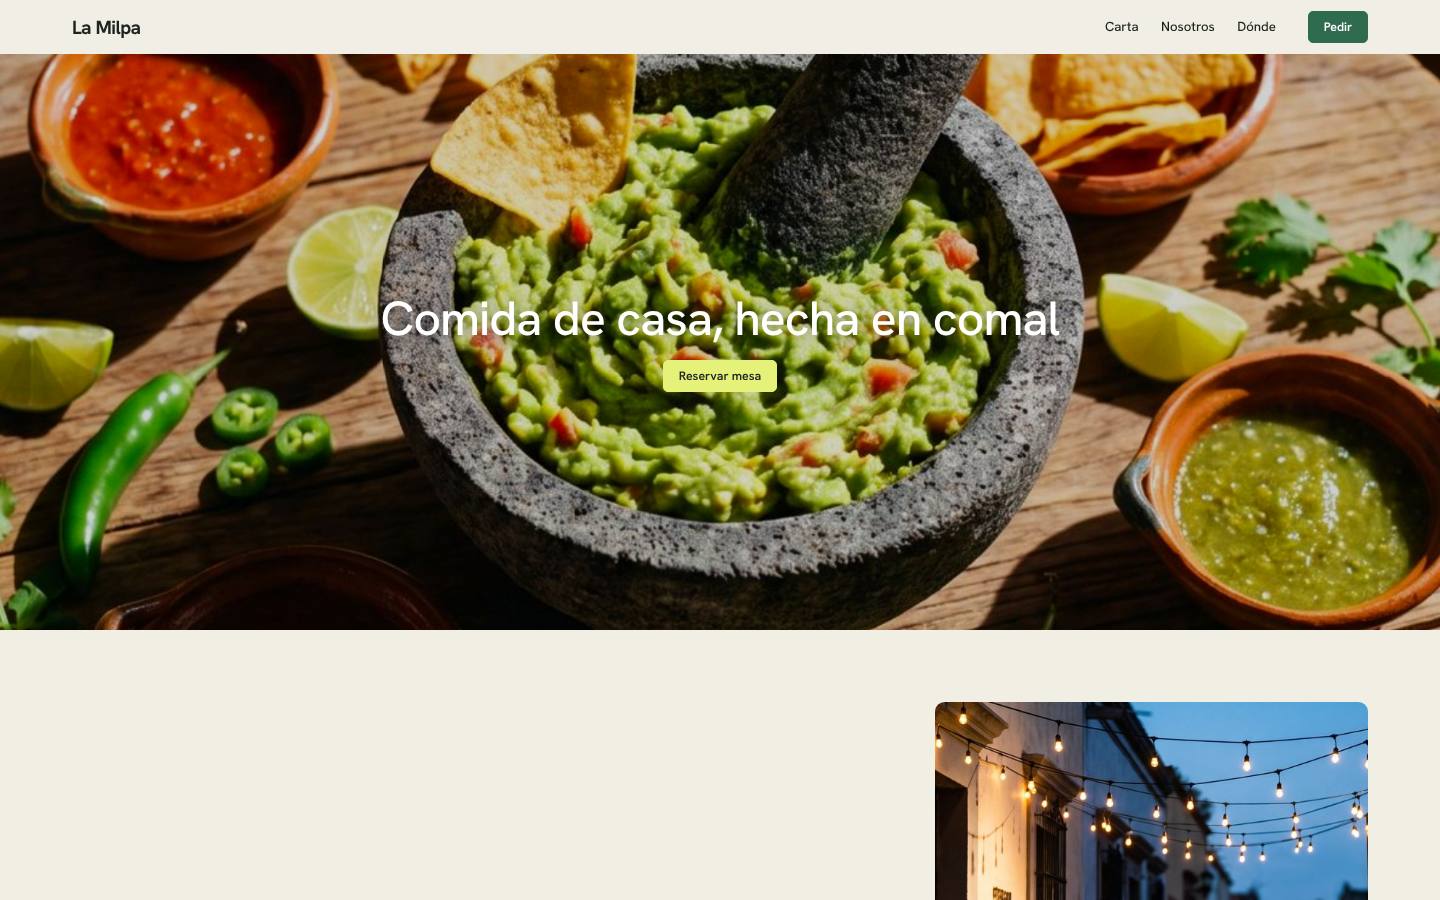 La Milpa
Carta Nosotros Dónde Pedir
Comida de casa, hecha en comal
Reservar mesa